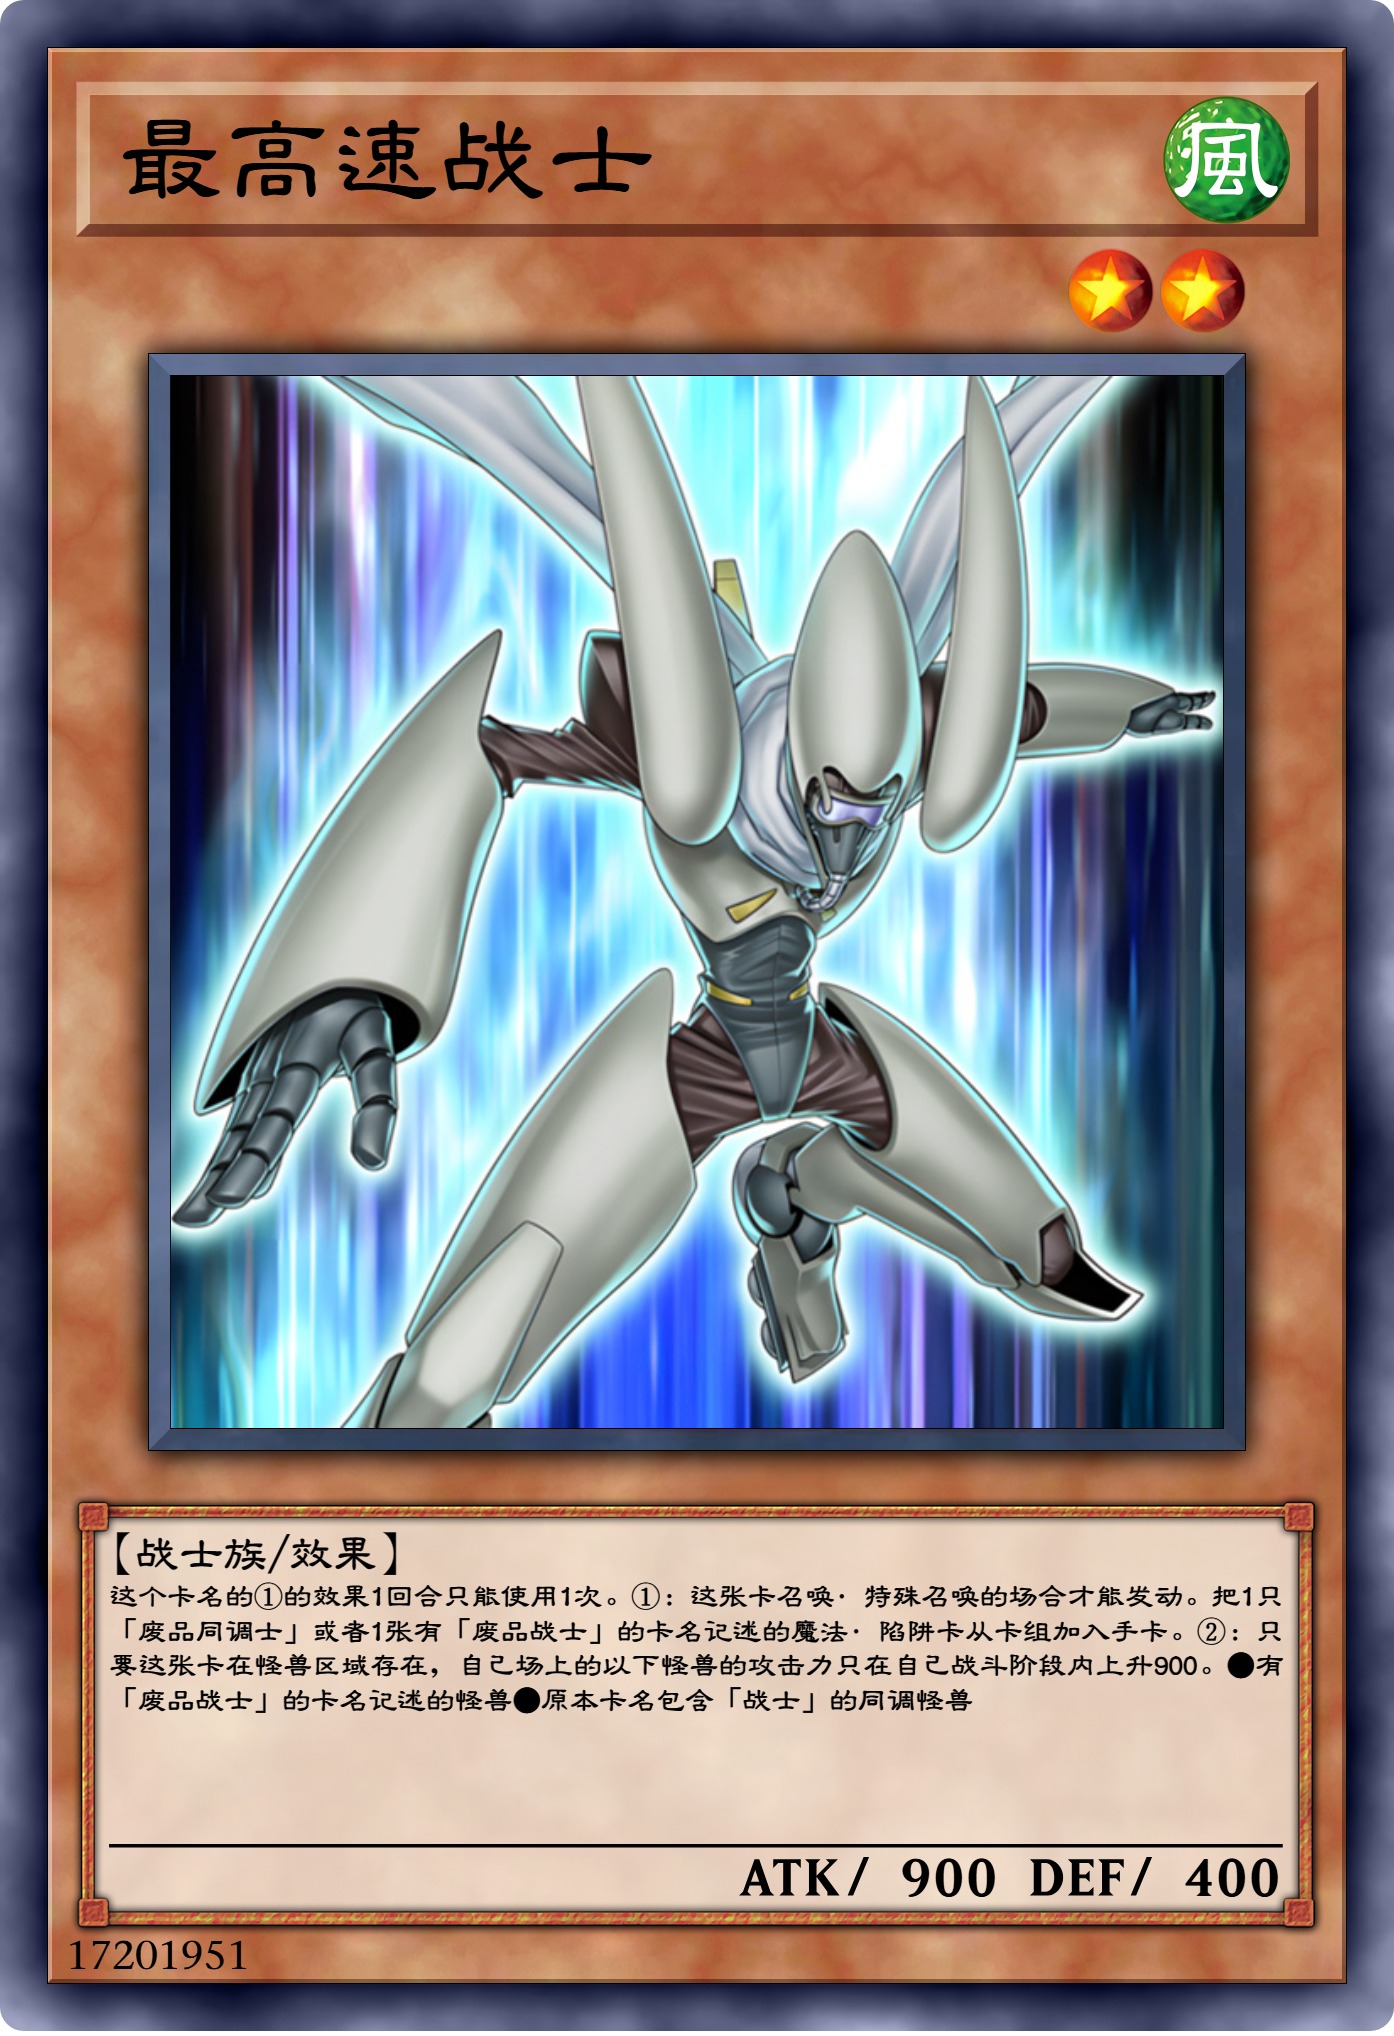 最高速战士
風
【战士族/效果】
这个卡名的①的效果1回合只能使用1次。①：这张卡召唤·特殊召唤的场合才能发动。把1只
「废品同调士」或者1张有「废品战士」的卡名记述的魔法·陷阱卡从卡组加入手卡。②：只
要这张卡在怪兽区域存在，自己场上的以下怪兽的攻击力只在自己战斗阶段内上升900。●有
「废品战士」的卡名记述的怪兽●原本卡名包含「战士」的同调怪兽
ATK/ 900 DEF/ 400
17201951